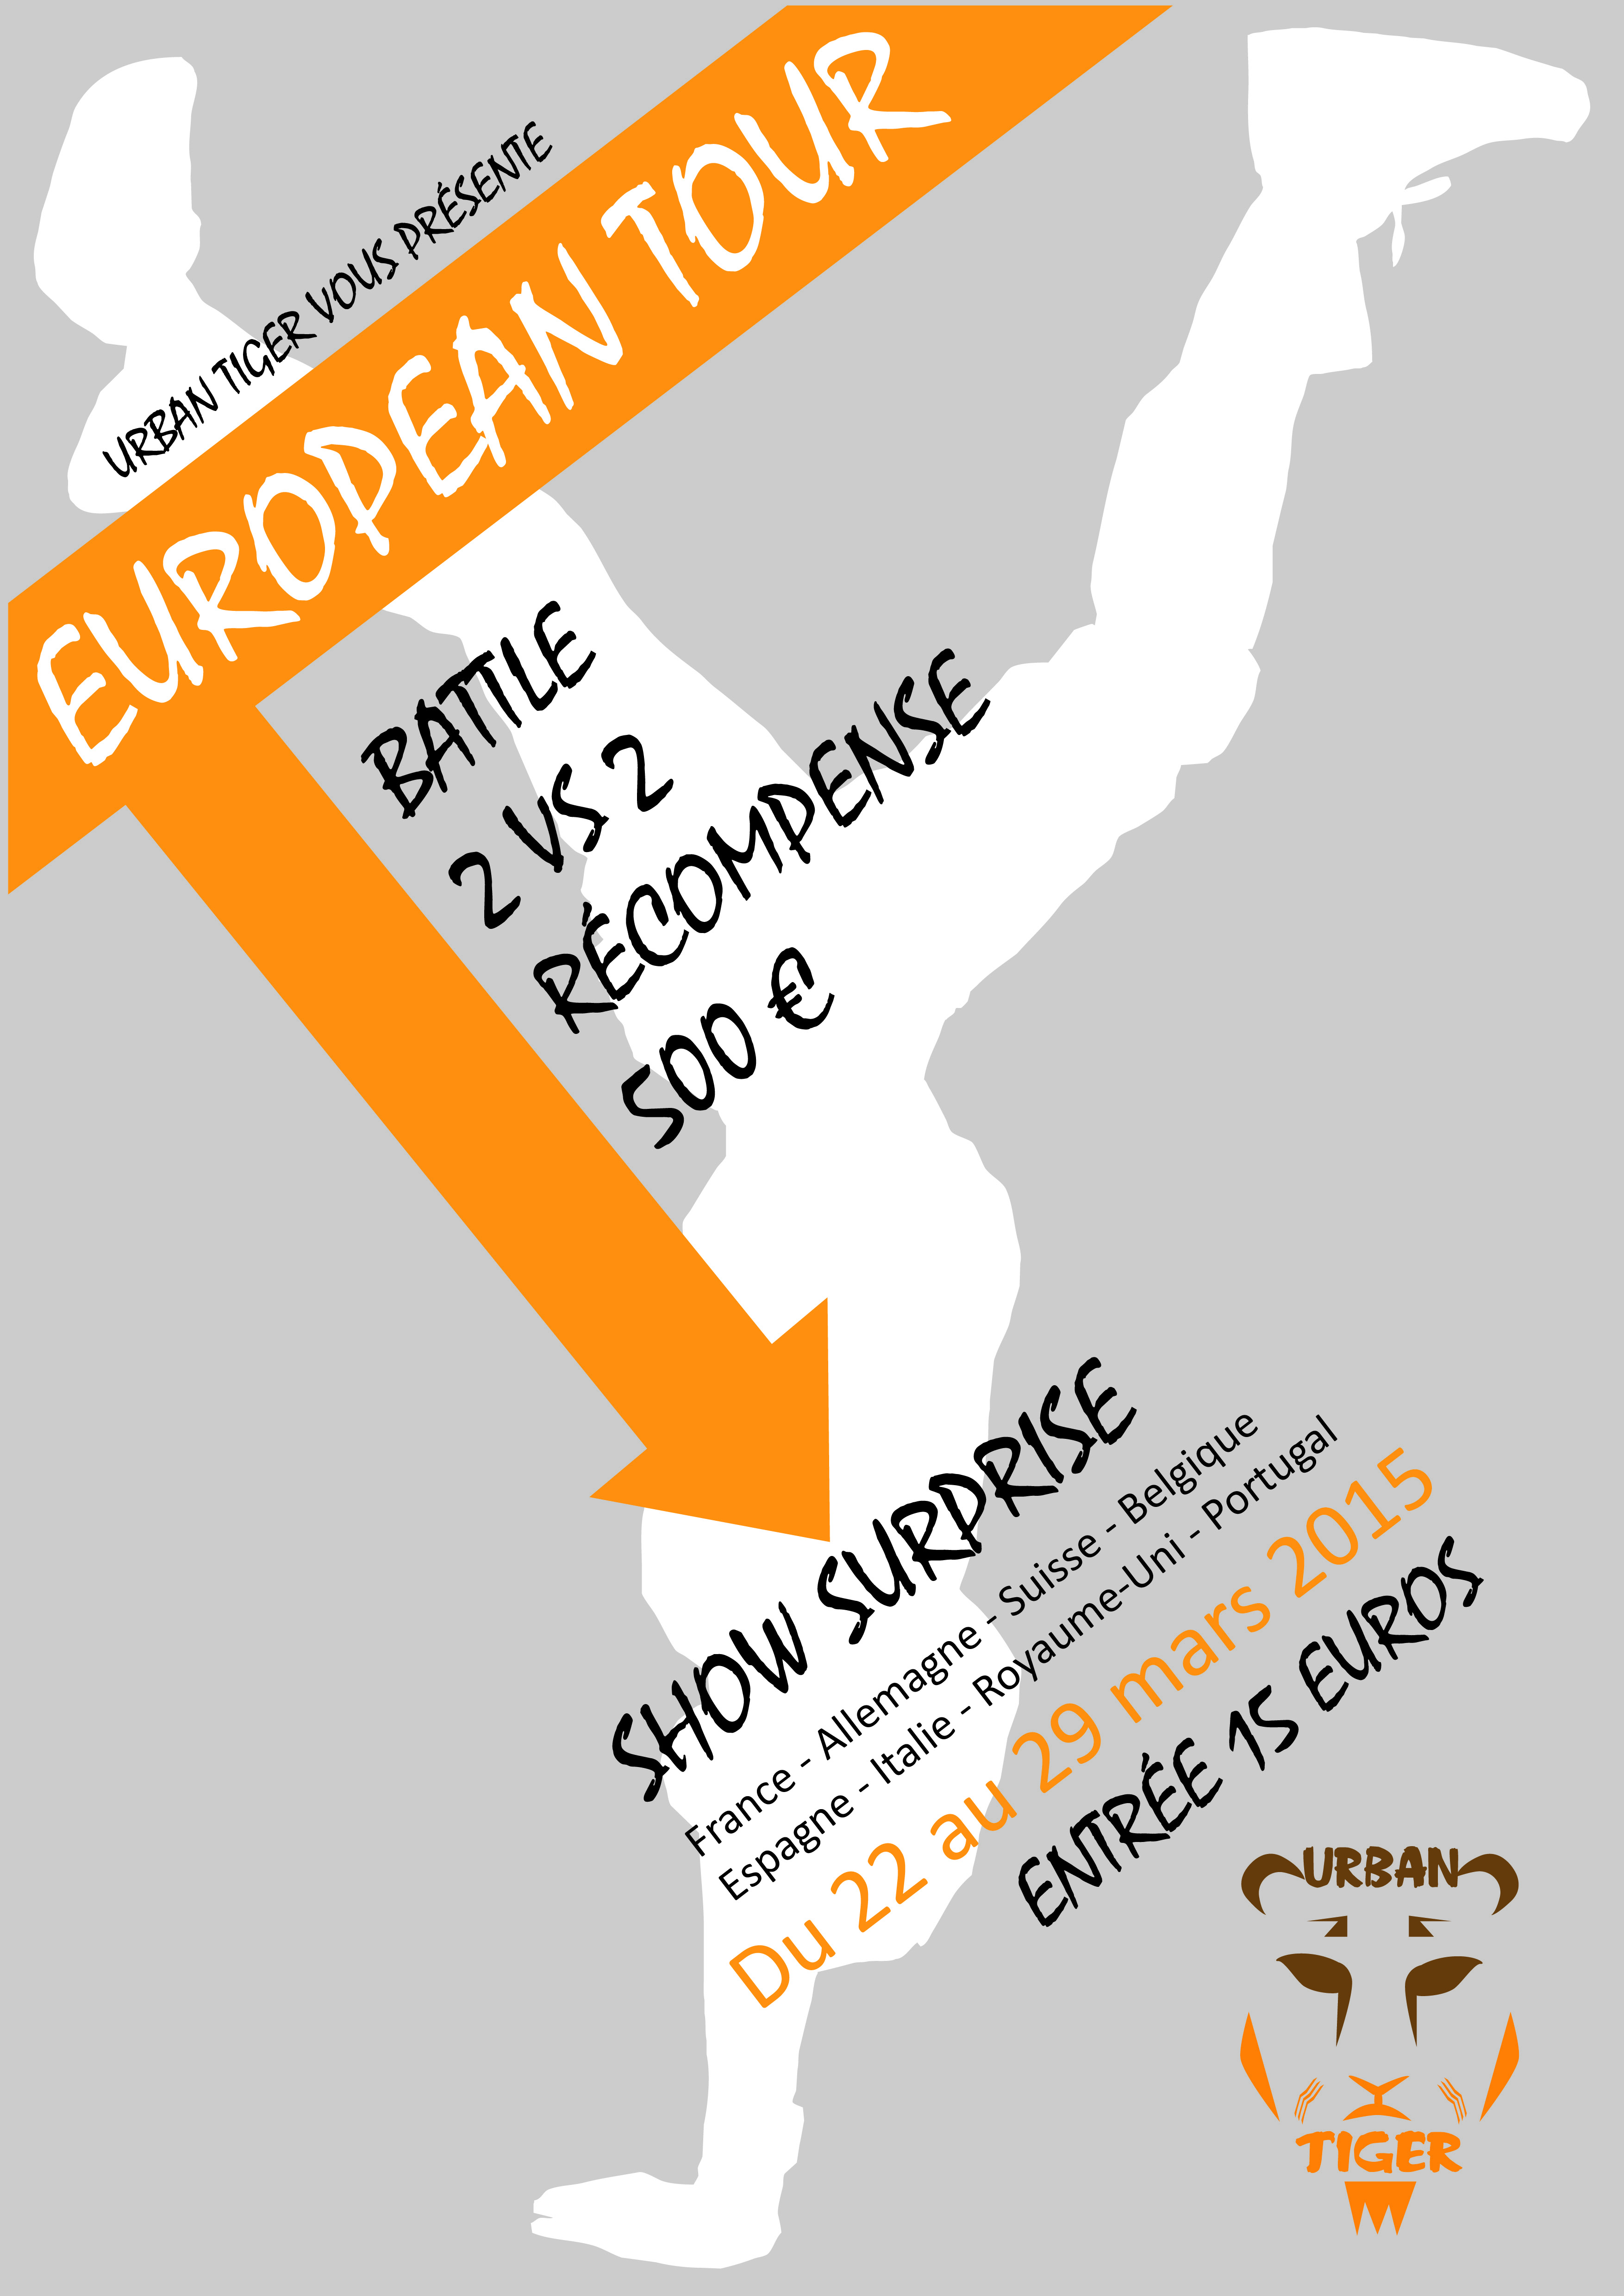 URBAN TIGER VOUS PRÉSENTE
EUROPEAN TOUR
BATTLE
2 VS 2
RÉCOMPENSE
500 €
SHOW SURPRISE
France - Allemagne - Suisse - Belgique
Espagne - Italie - Royaume-Uni - Portugal
Du 22 au 29 mars 2015
ENTRÉE 15 EUROS
URBAN
TIGER